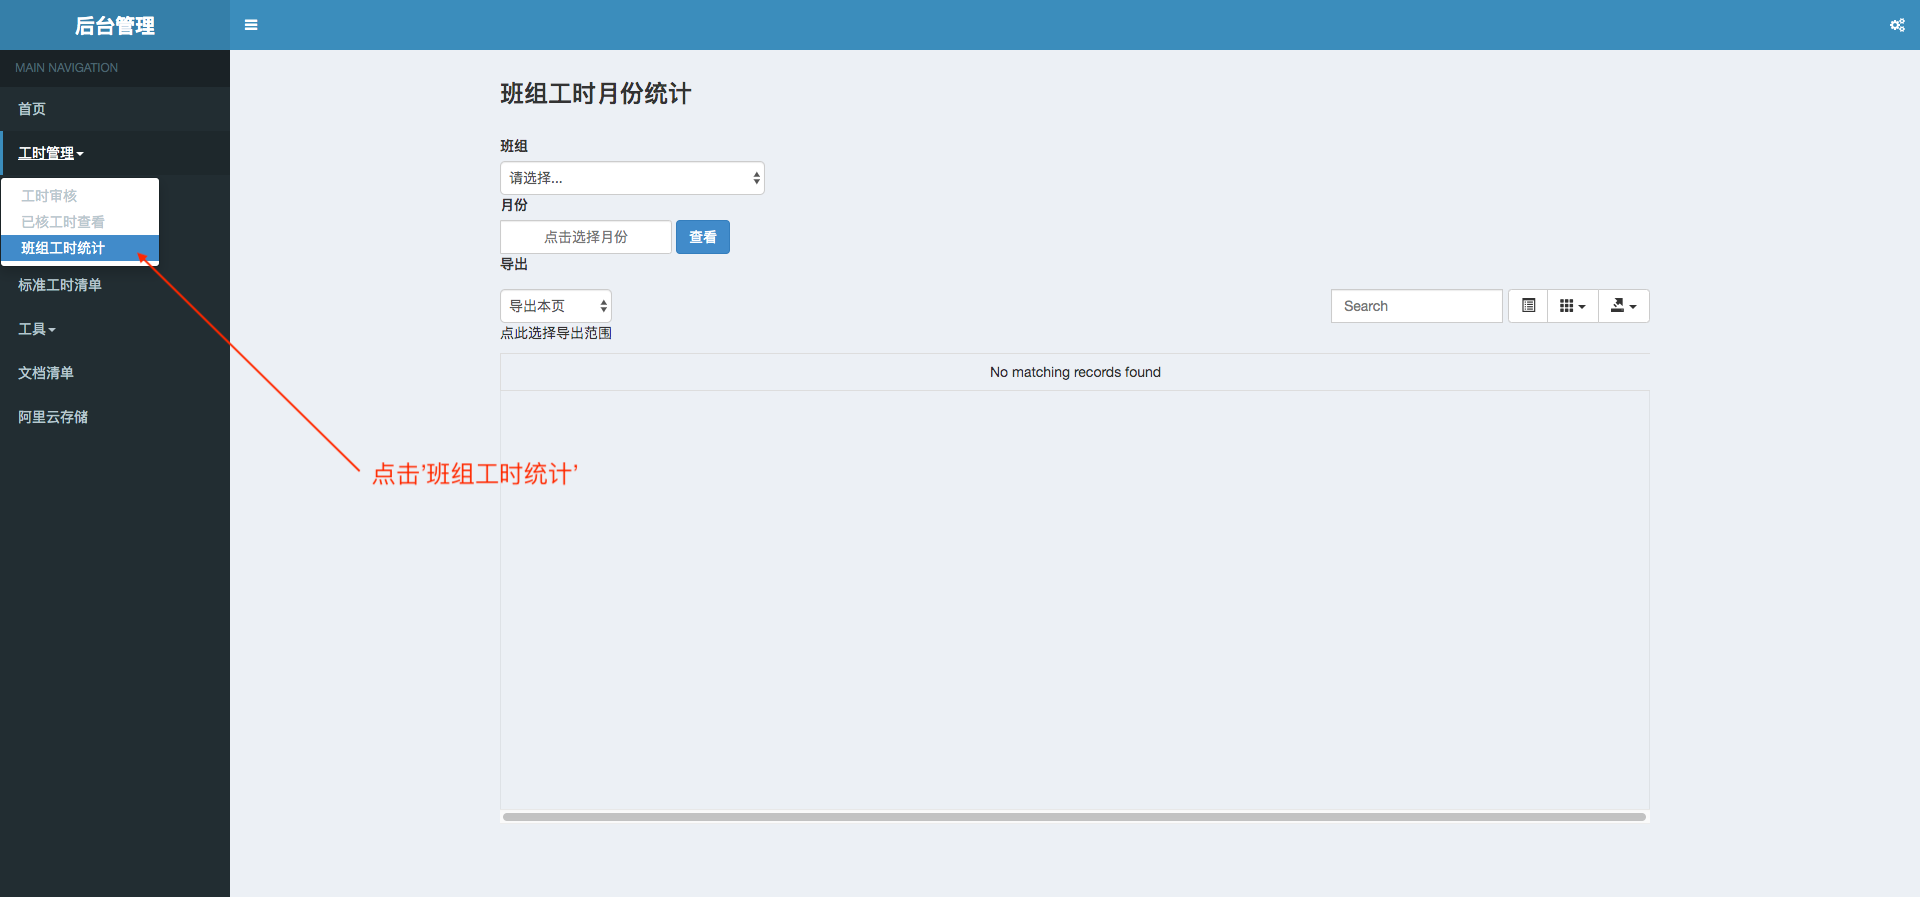 后台管理
MAIN NAVIGATION
首页
工时管理
工时审核
已核工时查看
班组工时统计
标准工时清单
工具
文档清单
阿里云存储
班组工时月份统计
班组
请选择...
月份
点击选择月份 查看
导出
导出本页 Search
点此选择导出范围
No matching records found
点击’班组工时统计’